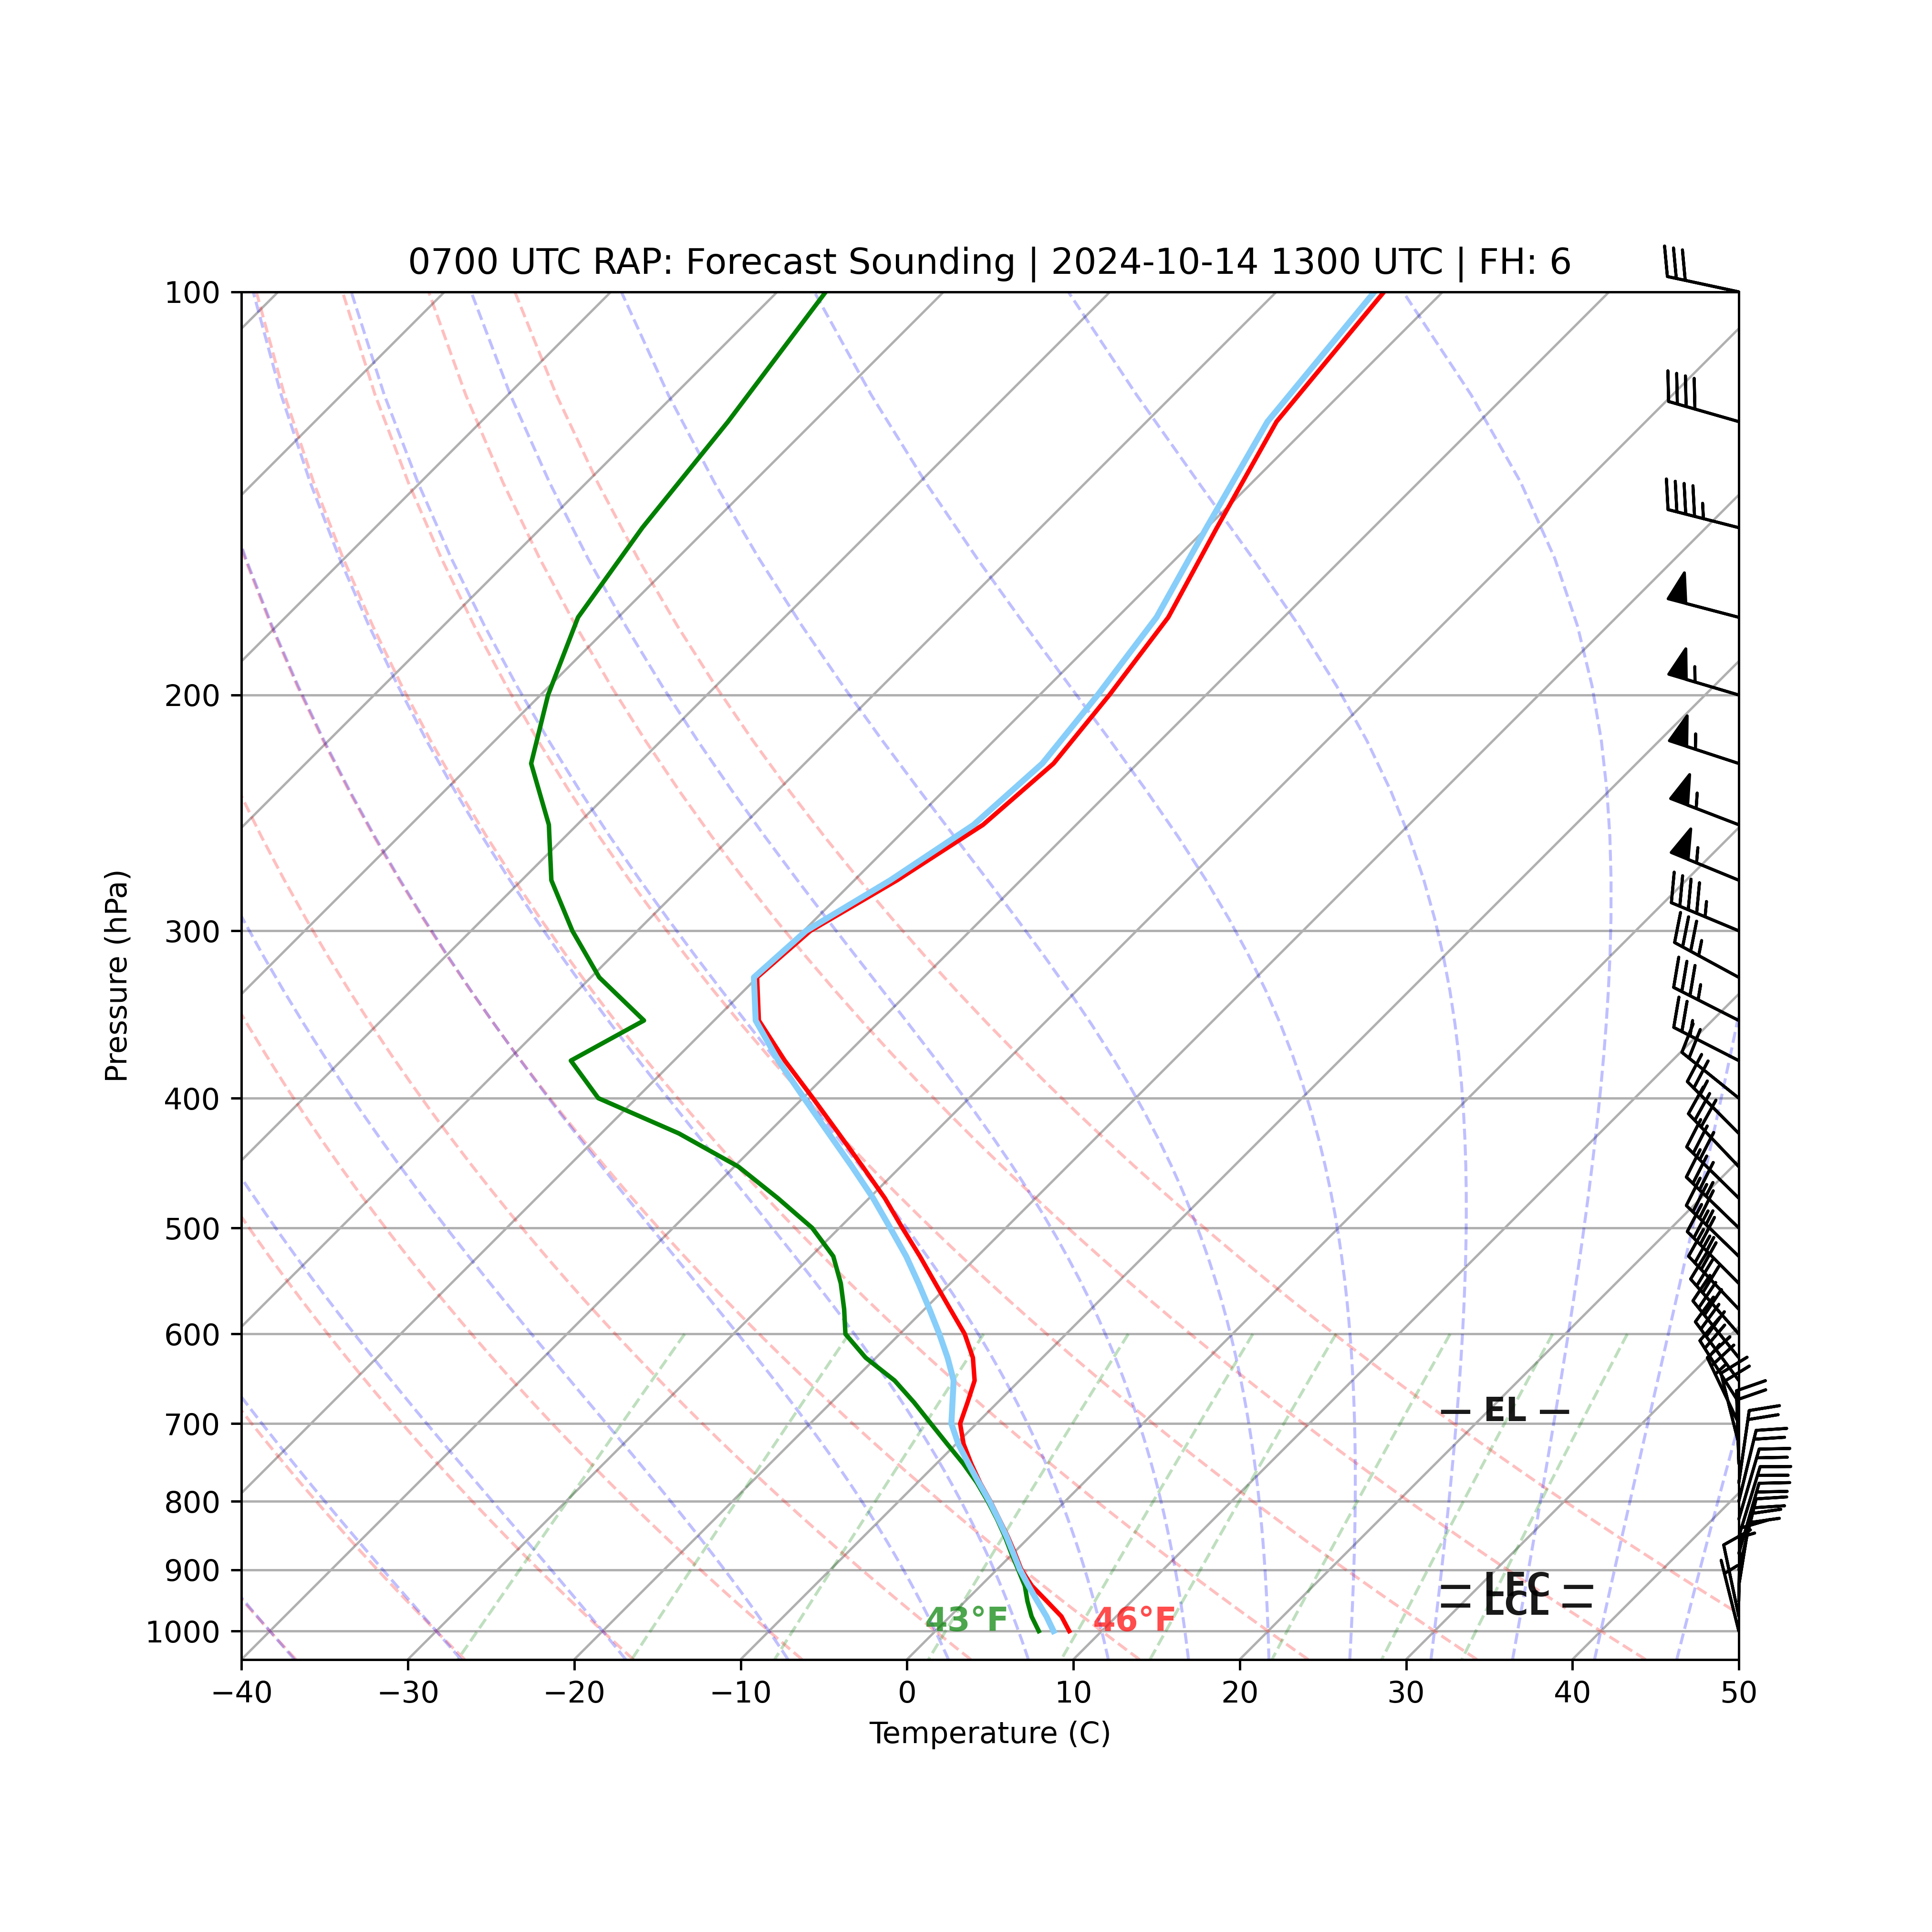 0700 UTC RAP: Forecast Sounding | 2024-10-14 1300 UTC | FH: 6
100
200
300
400
500
600
700
800
900
1000
Pressure (hPa)
— EL —
— LFC —
— LCL —
43°F
46°F
−40 −30 −20 −10 0 10 20 30 40 50
Temperature (C)